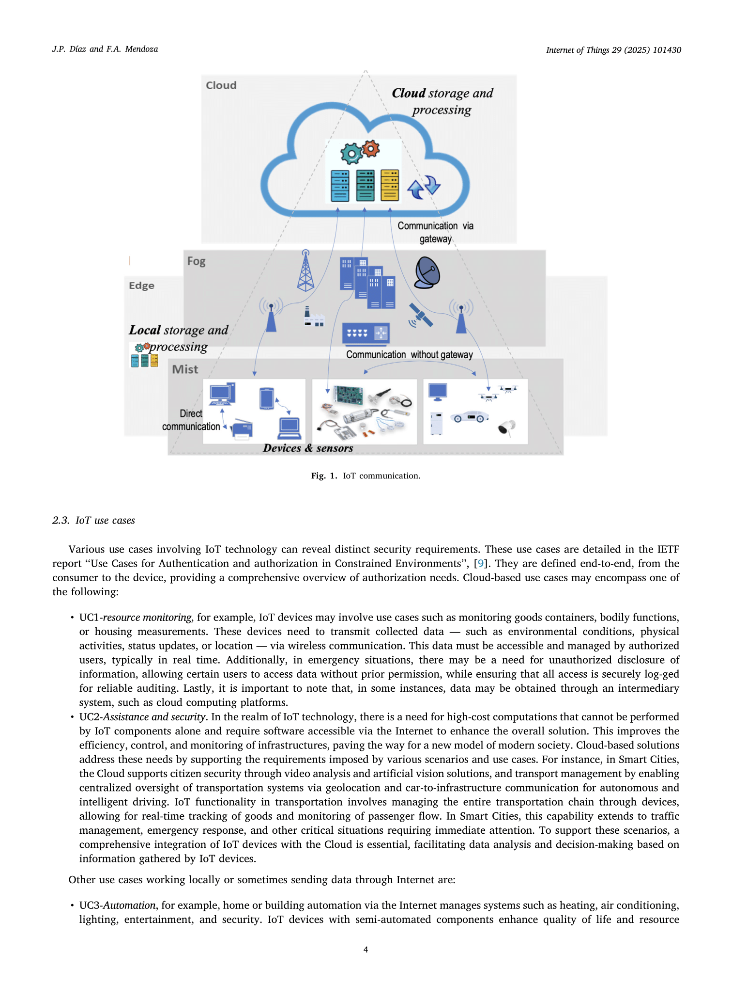 J.P. Díaz and F.A. Mendoza
Internet of Things 29 (2025) 101430
Cloud
Cloud storage and
processing
Communication via
gateway
Fog
Edge
Local storage and
processing
Communication without gateway
Mist
Direct
communication
Devices & sensors
Fig. 1. IoT communication.
2.3. IoT use cases
Various use cases involving IoT technology can reveal distinct security requirements. These use cases are detailed in the IETF
report “Use Cases for Authentication and authorization in Constrained Environments”, [9]. They are defined end-to-end, from the
consumer to the device, providing a comprehensive overview of authorization needs. Cloud-based use cases may encompass one of
the following:
• UC1-resource monitoring, for example, IoT devices may involve use cases such as monitoring goods containers, bodily functions,
or housing measurements. These devices need to transmit collected data — such as environmental conditions, physical
activities, status updates, or location — via wireless communication. This data must be accessible and managed by authorized
users, typically in real time. Additionally, in emergency situations, there may be a need for unauthorized disclosure of
information, allowing certain users to access data without prior permission, while ensuring that all access is securely log-ged
for reliable auditing. Lastly, it is important to note that, in some instances, data may be obtained through an intermediary
system, such as cloud computing platforms.
• UC2-Assistance and security. In the realm of IoT technology, there is a need for high-cost computations that cannot be performed
by IoT components alone and require software accessible via the Internet to enhance the overall solution. This improves the
efficiency, control, and monitoring of infrastructures, paving the way for a new model of modern society. Cloud-based solutions
address these needs by supporting the requirements imposed by various scenarios and use cases. For instance, in Smart Cities,
the Cloud supports citizen security through video analysis and artificial vision solutions, and transport management by enabling
centralized oversight of transportation systems via geolocation and car-to-infrastructure communication for autonomous and
intelligent driving. IoT functionality in transportation involves managing the entire transportation chain through devices,
allowing for real-time tracking of goods and monitoring of passenger flow. In Smart Cities, this capability extends to traffic
management, emergency response, and other critical situations requiring immediate attention. To support these scenarios, a
comprehensive integration of IoT devices with the Cloud is essential, facilitating data analysis and decision-making based on
information gathered by IoT devices.
Other use cases working locally or sometimes sending data through Internet are:
• UC3-Automation, for example, home or building automation via the Internet manages systems such as heating, air conditioning,
lighting, entertainment, and security. IoT devices with semi-automated components enhance quality of life and resource
4